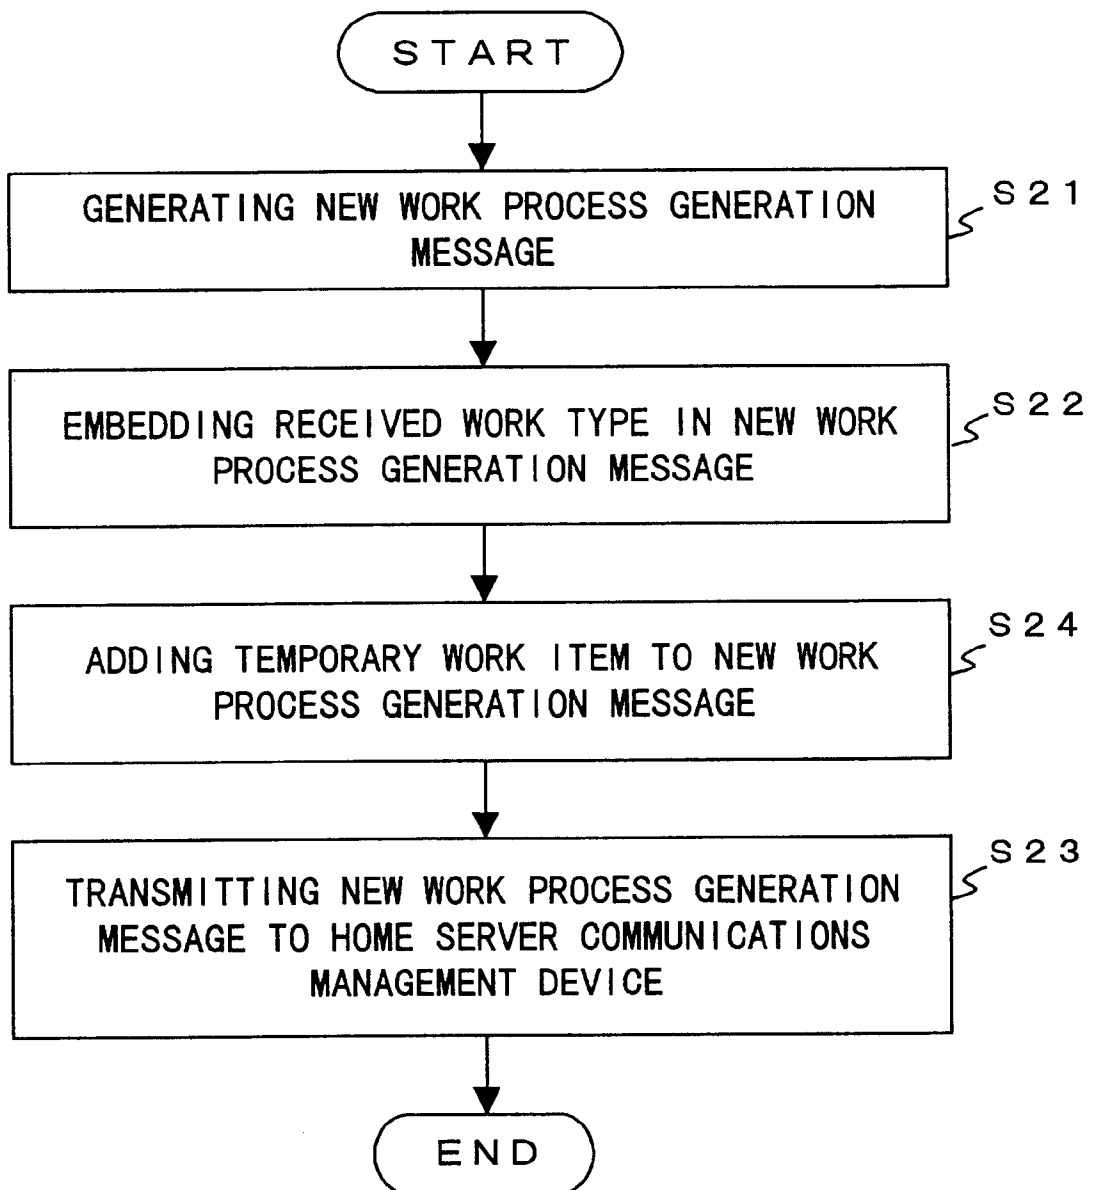 START
GENERATING NEW WORK PROCESS GENERATION
MESSAGE
S21
EMBEDDING RECEIVED WORK TYPE IN NEW WORK
PROCESS GENERATION MESSAGE
S22
ADDING TEMPORARY WORK ITEM TO NEW WORK
PROCESS GENERATION MESSAGE
S24
TRANSMITTING NEW WORK PROCESS GENERATION
MESSAGE TO HOME SERVER COMMUNICATIONS
MANAGEMENT DEVICE
S23
END